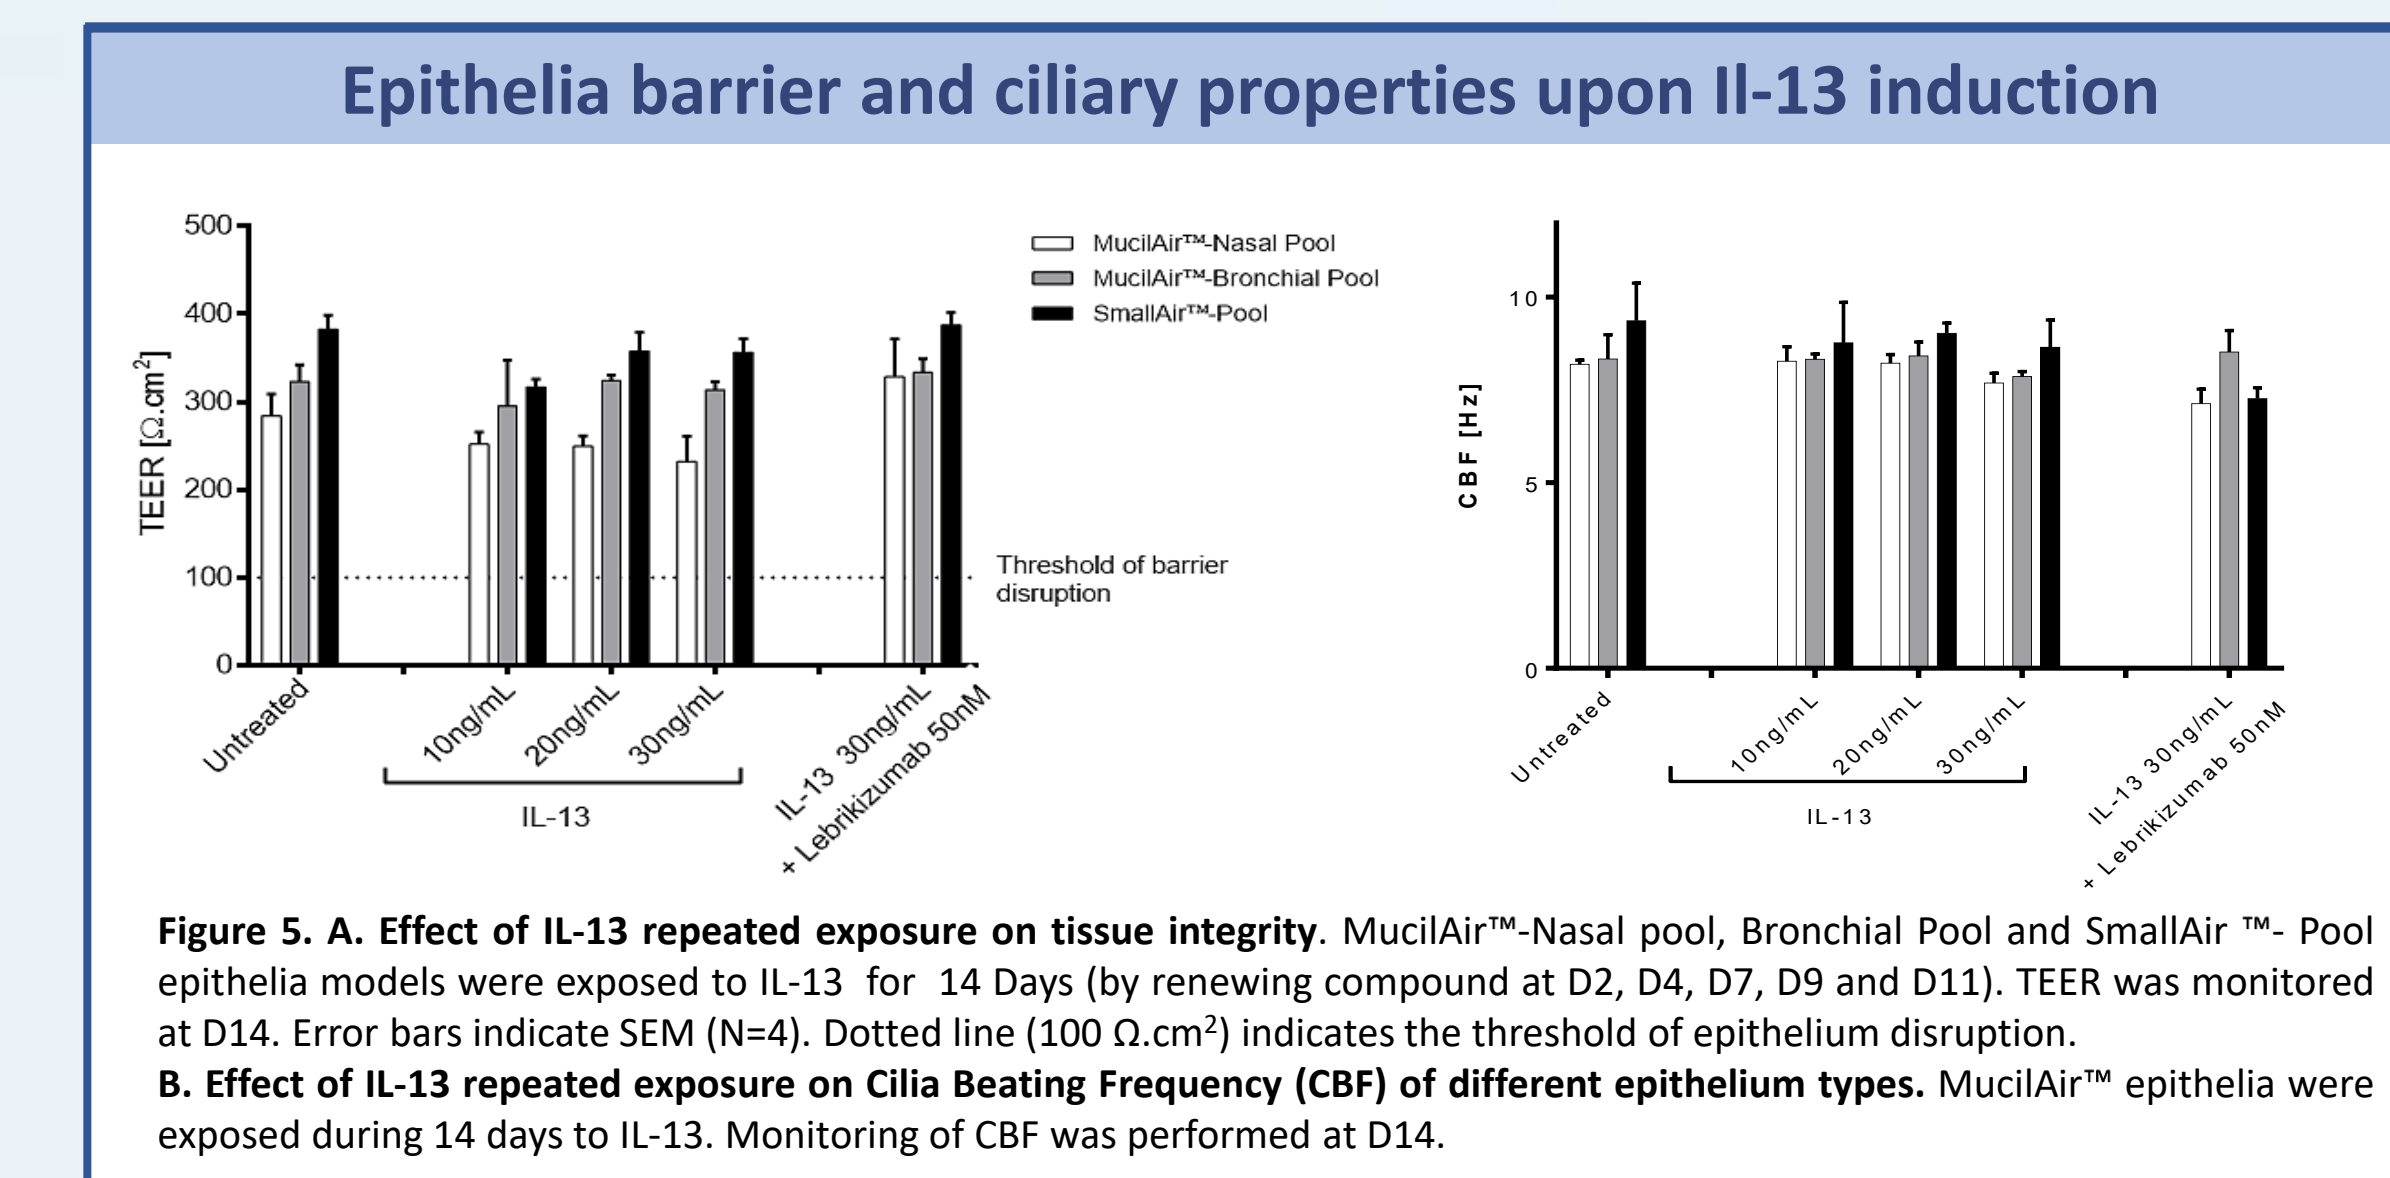 Epithelia barrier and ciliary properties upon Il-13 induction
500
400
300
200
100
0
TEER [Ω.cm²]
MucilAir™-Nasal Pool
MucilAir™-Bronchial Pool
SmallAir™-Pool
Threshold of barrier
disruption
Untreated
10ng/mL
20ng/mL
30ng/mL
IL-13
IL-13 30ng/mL
+ Lebrikizumab 50nM
10
5
0
CBF [Hz]
Untreated
10ng/mL
20ng/mL
30ng/mL
IL-13
IL-13 30ng/mL
+ Lebrikizumab 50nM
Figure 5. A. Effect of IL-13 repeated exposure on tissue integrity. MucilAir™-Nasal pool, Bronchial Pool and SmallAir ™- Pool
epithelia models were exposed to IL-13 for 14 Days (by renewing compound at D2, D4, D7, D9 and D11). TEER was monitored
at D14. Error bars indicate SEM (N=4). Dotted line (100 Ω.cm²) indicates the threshold of epithelium disruption.
B. Effect of IL-13 repeated exposure on Cilia Beating Frequency (CBF) of different epithelium types. MucilAir™ epithelia were
exposed during 14 days to IL-13. Monitoring of CBF was performed at D14.